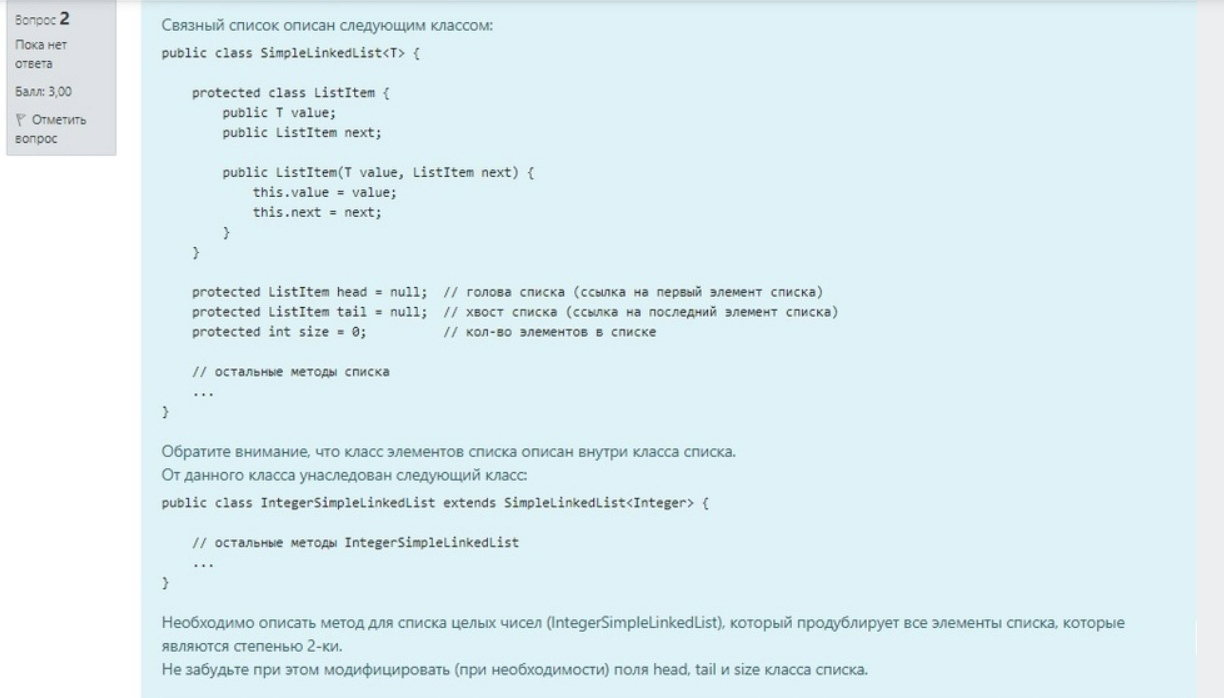 Вопрос 2
Пока нет
ответа
Балл: 3,00
Отметить
вопрос
Связный список описан следующим классом:
public class SimpleLinkedList<T> {
protected class ListItem {
public T value;
public ListItem next;
public ListItem(T value, ListItem next) {
this.value = value;
this.next = next;
}
}
protected ListItem head = null; // голова списка (ссылка на первый элемент списка)
protected ListItem tail = null; // хвост списка (ссылка на последний элемент списка)
protected int size = 0; // кол-во элементов в списке
// остальные методы списка
...
}
Обратите внимание, что класс элементов списка описан внутри класса списка.
От данного класса унаследован следующий класс:
public class IntegerSimpleLinkedList extends SimpleLinkedList<Integer> {
// остальные методы IntegerSimpleLinkedList
...
}
Необходимо описать метод для списка целых чисел (IntegerSimpleLinkedList), который продублирует все элементы списка, которые
являются степенью 2-ки.
Не забудьте при этом модифицировать (при необходимости) поля head, tail и size класса списка.